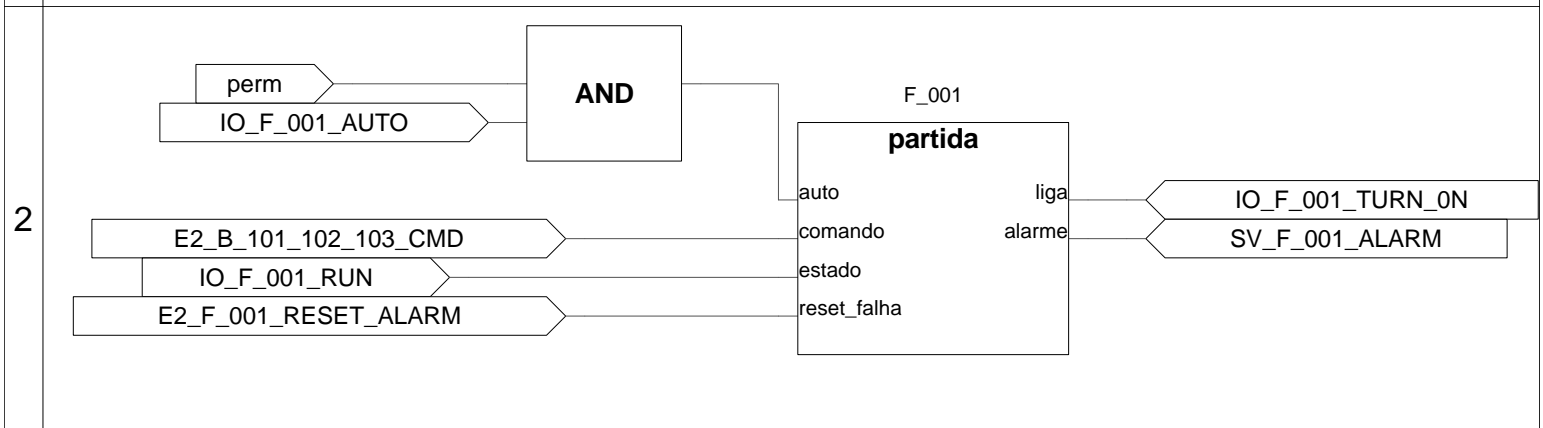 perm
IO_F_001_AUTO
AND
F_001
partida
auto
liga
comando
alarme
estado
reset_falha
2
E2_B_101_102_103_CMD
IO_F_001_RUN
E2_F_001_RESET_ALARM
IO_F_001_TURN_0N
SV_F_001_ALARM